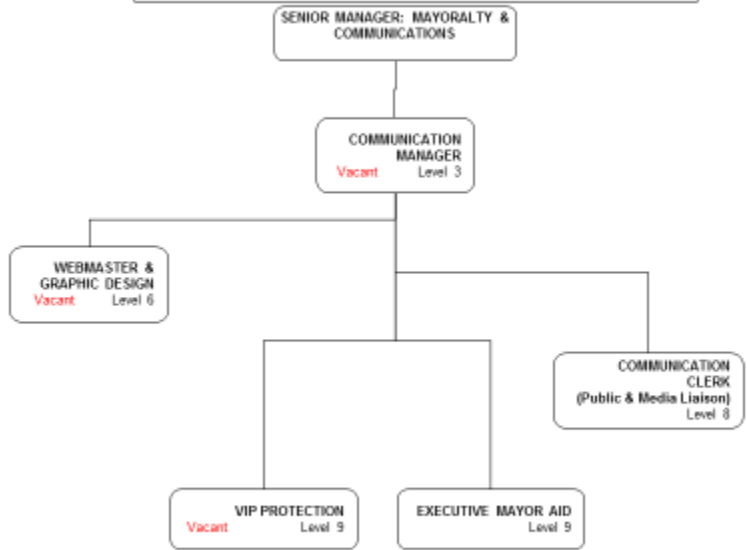 SENIOR MANAGER: MAYORALTY &
COMMUNICATIONS
COMMUNICATION
MANAGER
Vacant Level 3
WEBMASTER &
GRAPHIC DESIGN
Vacant Level 6
COMMUNICATION
CLERK
(Public & Media Liaison)
Level 8
VIP PROTECTION
Vacant Level 9
EXECUTIVE MAYOR AID
Level 9